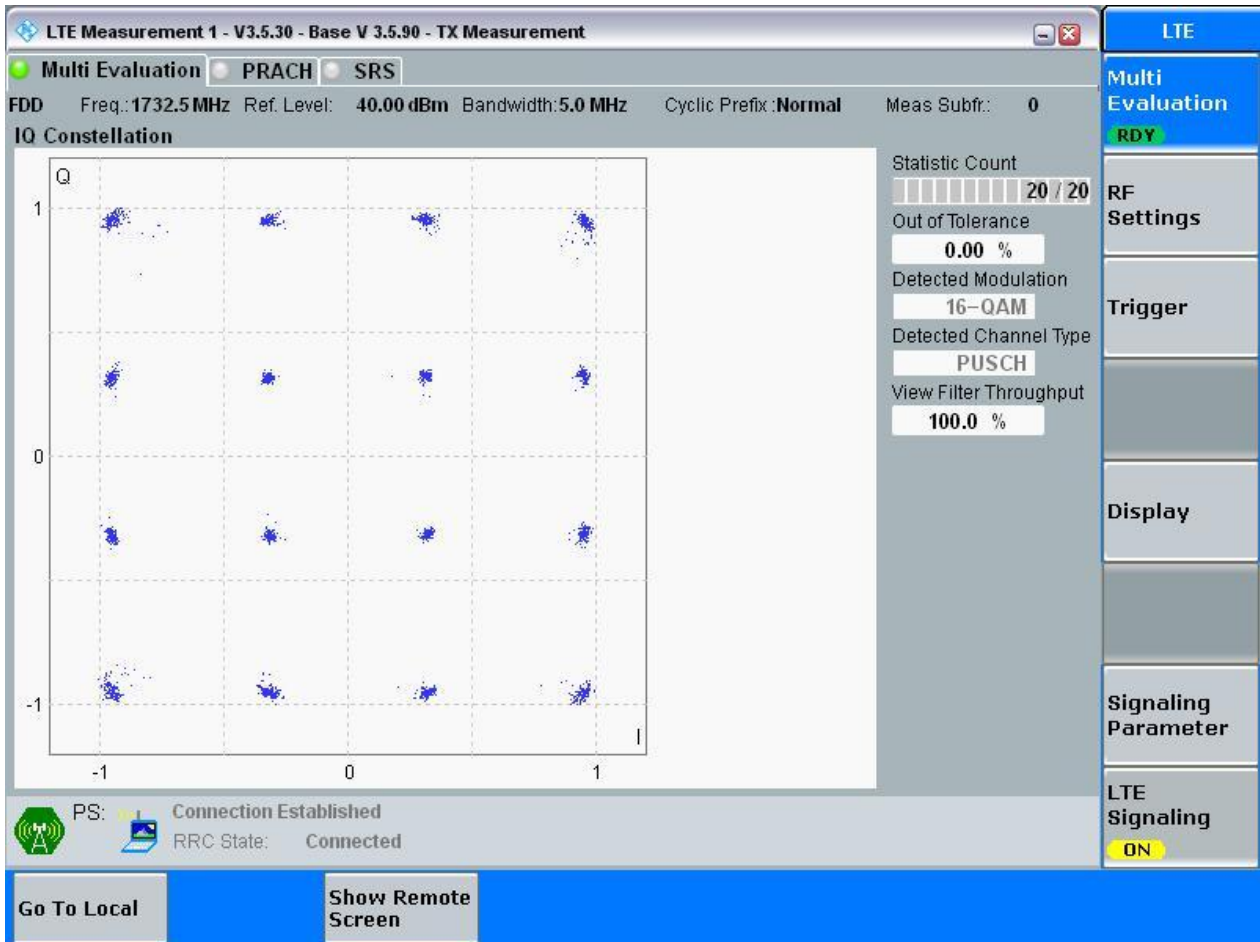 LTE Measurement 1 - V3.5.30 - Base V 3.5.90 - TX Measurement
Multi Evaluation PRACH SRS
FDD Freq.: 1732.5 MHz Ref. Level: 40.00 dBm Bandwidth: 5.0 MHz Cyclic Prefix : Normal Meas Subfr.: 0
IQ Constellation
Q
1
0
-1
I
-1 0 1
Statistic Count
20 / 20
Out of Tolerance
0.00 %
Detected Modulation
16-QAM
Detected Channel Type
PUSCH
View Filter Throughput
100.0 %
PS: Connection Established
RRC State: Connected
LTE
Multi
Evaluation
RDY
RF
Settings
Trigger
Display
Signaling
Parameter
LTE
Signaling
ON
Go To Local
Show Remote
Screen